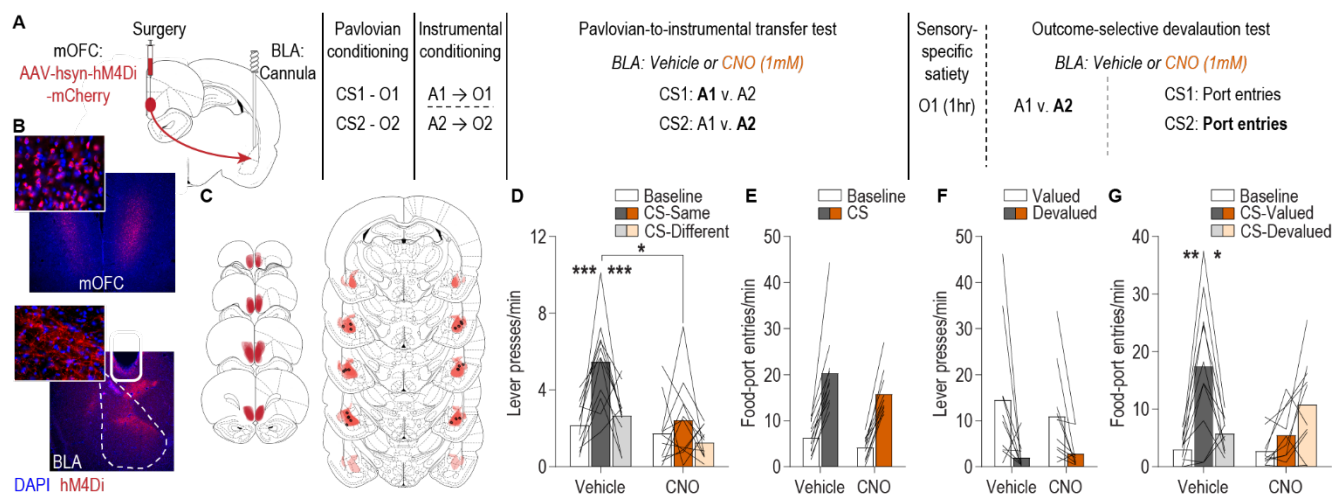 A
Surgery
mOFC:
AAV-hsyn-hM4Di
-mCherry
BLA:
Cannula
Pavlovian
conditioning
CS1 - O1
CS2 - O2
Instrumental
conditioning
A1 → O1
A2 → O2
Pavlovian-to-instrumental transfer test
BLA: Vehicle or CNO (1mM)
CS1: A1 v. A2
CS2: A1 v. A2
Sensory-
specific
satiety
O1 (1hr)
Outcome-selective devalaution test
BLA: Vehicle or CNO (1mM)
A1 v. A2
CS1: Port entries
CS2: Port entries
B
mOFC
BLA
DAPI hM4Di
C
D
Baseline
CS-Same
CS-Different
Lever presses/min
12
8
4
0
*** ***
*
Vehicle CNO
E
Baseline
CS
Food-port entries/min
50
40
30
20
10
0
Vehicle CNO
F
Valued
Devalued
Lever presses/min
50
40
30
20
10
0
Vehicle CNO
G
Baseline
CS-Valued
CS-Devalued
Food-port entries/min
40
30
20
10
0
** *
Vehicle CNO